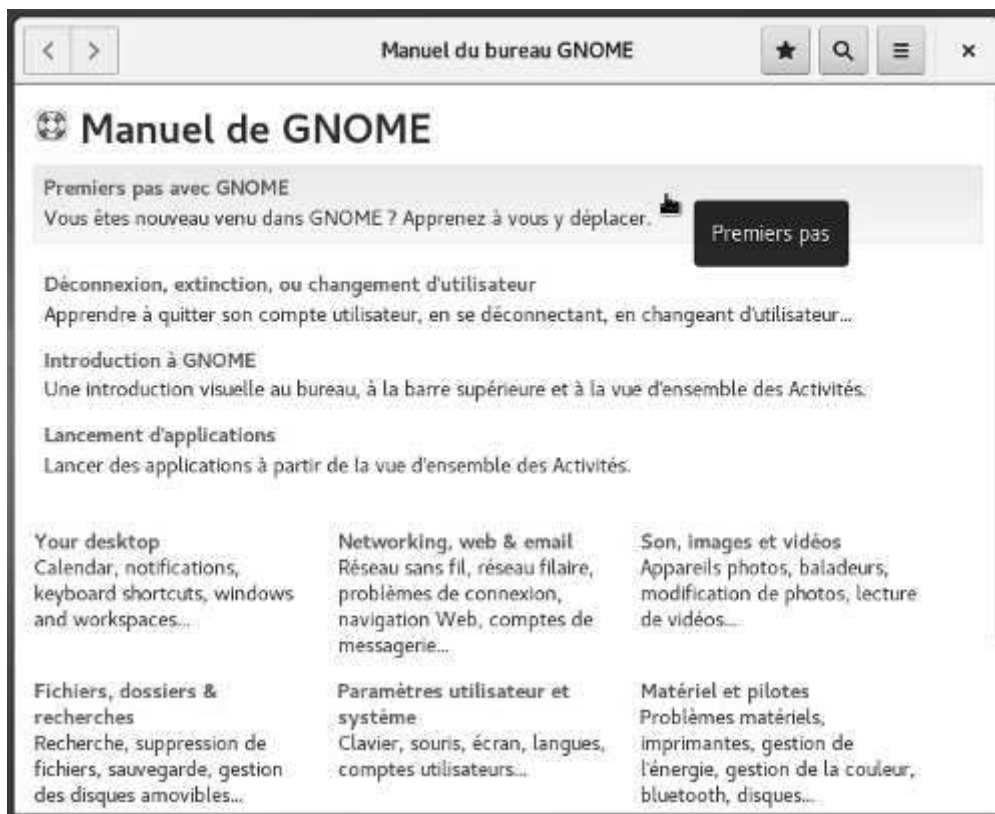 Manuel du bureau GNOME
Manuel de GNOME
Premiers pas avec GNOME
Vous êtes nouveau venu dans GNOME ? Apprenez à vous y déplacer.
Premiers pas
Déconnexion, extinction, ou changement d'utilisateur
Apprendre à quitter son compte utilisateur, en se déconnectant, en changeant d'utilisateur...
Introduction à GNOME
Une introduction visuelle au bureau, à la barre supérieure et à la vue d'ensemble des Activités.
Lancement d'applications
Lancer des applications à partir de la vue d'ensemble des Activités.
Your desktop
Calendar, notifications,
keyboard shortcuts, windows
and workspaces...
Networking, web & email
Réseau sans fil, réseau filaire,
problèmes de connexion,
navigation Web, comptes de
messagerie...
Son, images et vidéos
Appareils photos, baladeurs,
modification de photos, lecture
de vidéos...
Fichiers, dossiers &
recherches
Recherche, suppression de
fichiers, sauvegarde, gestion
des disques amovibles...
Paramètres utilisateur et
système
Clavier, souris, écran, langues,
comptes utilisateurs...
Matériel et pilotes
Problèmes matériels,
imprimantes, gestion de
l'énergie, gestion de la couleur,
bluetooth, disques...